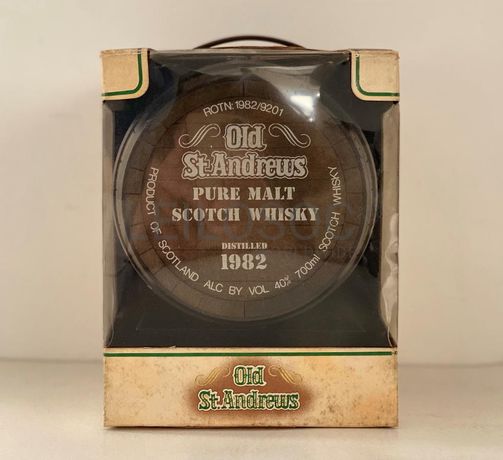 ROTN: 1982/9201
Old
St. Andrews
PURE MALT
SCOTCH WHISKY
DISTILLED
1982
PRODUCT OF SCOTLAND ALC BY VOL 40% 700ml SCOTCH WHISKY
Old
St. Andrews